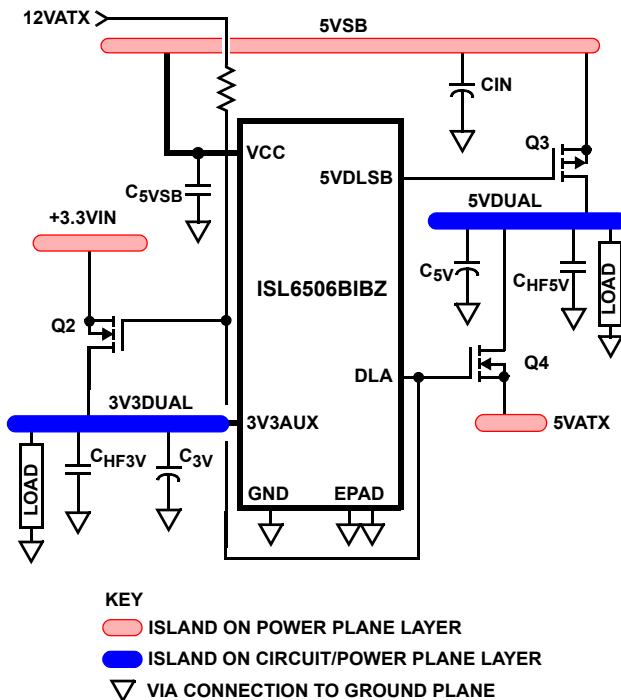 12VATX
5VSB
CIN
Q3
VCC
5VDLSB
C5VSB
+3.3VIN
5VDUAL
C5V
CHF5V
LOAD
ISL6506BIBZ
Q2
DLA
Q4
3V3DUAL
3V3AUX
5VATX
LOAD
CHF3V
C3V
GND
EPAD
KEY
ISLAND ON POWER PLANE LAYER
ISLAND ON CIRCUIT/POWER PLANE LAYER
VIA CONNECTION TO GROUND PLANE